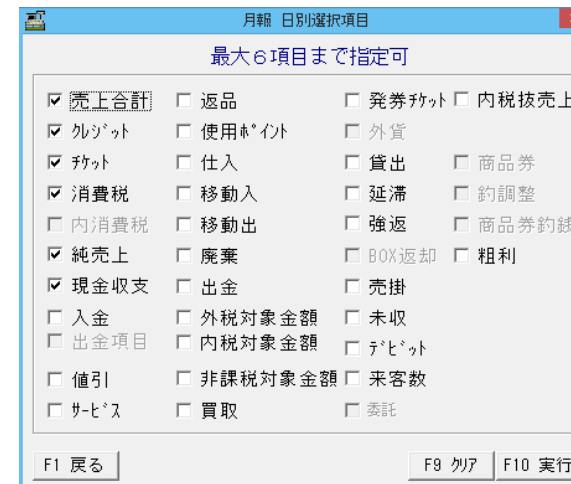 月報 日別選択項目
最大6項目まで指定可
売上合計 返品 発券ﾁｹｯﾄ 内税抜売上
ｸﾚｼﾞｯﾄ 使用ﾎﾟｲﾝﾄ 外貨
ﾁｹｯﾄ 仕入 貸出 商品券
消費税 移動入 延滞 釣調整
内消費税 移動出 強返 商品券釣銭
純売上 廃棄 BOX返却 粗利
現金収支 出金 売掛
入金 外税対象金額 未収
出金項目 内税対象金額 ﾃﾞﾋﾞｯﾄ
値引 非課税対象金額 来客数
ｻｰﾋﾞｽ 買取 委託
F1 戻る F9 ｸﾘｱ F10 実行